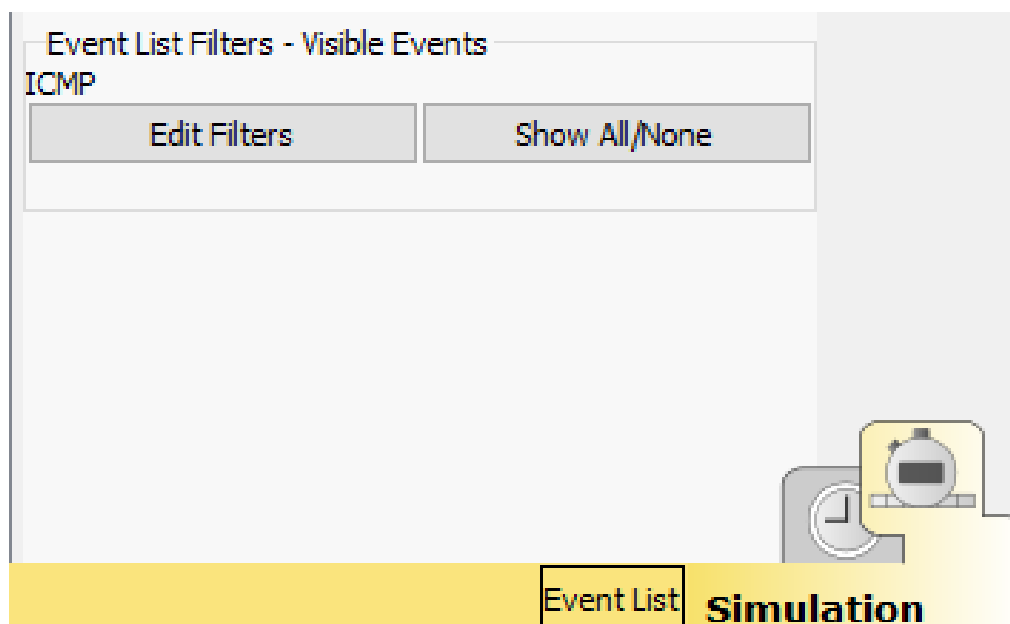 Event List Filters - Visible Events
ICMP
Edit Filters
Show All/None
Event List
Simulation